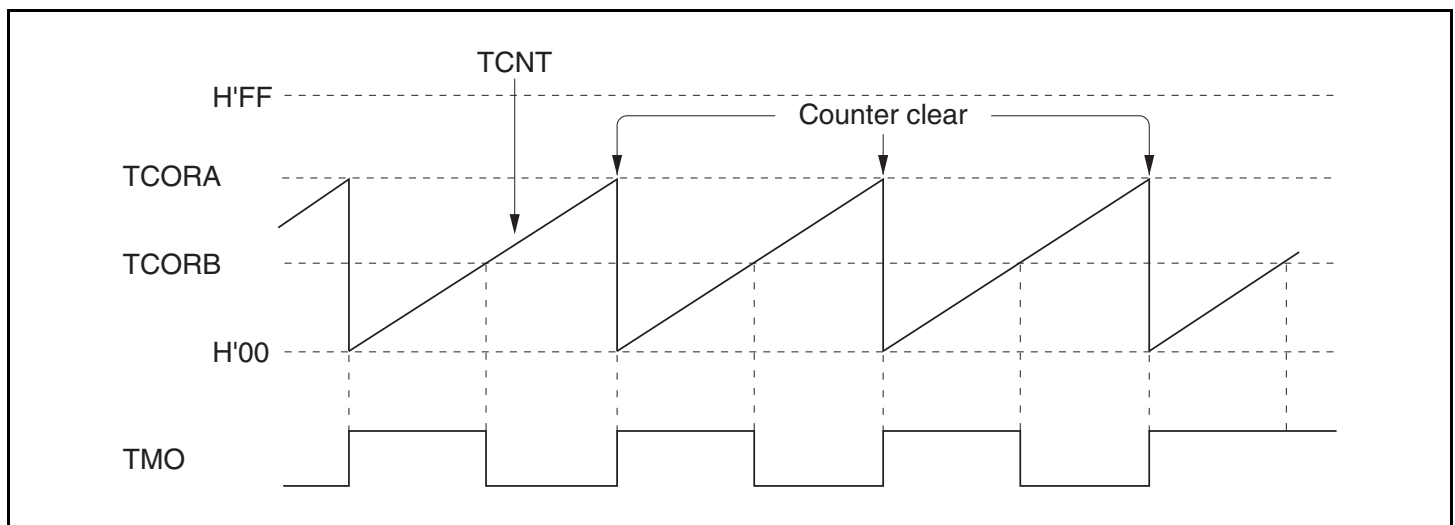 TCNT
H'FF
Counter clear
TCORA
TCORB
H'00
TMO